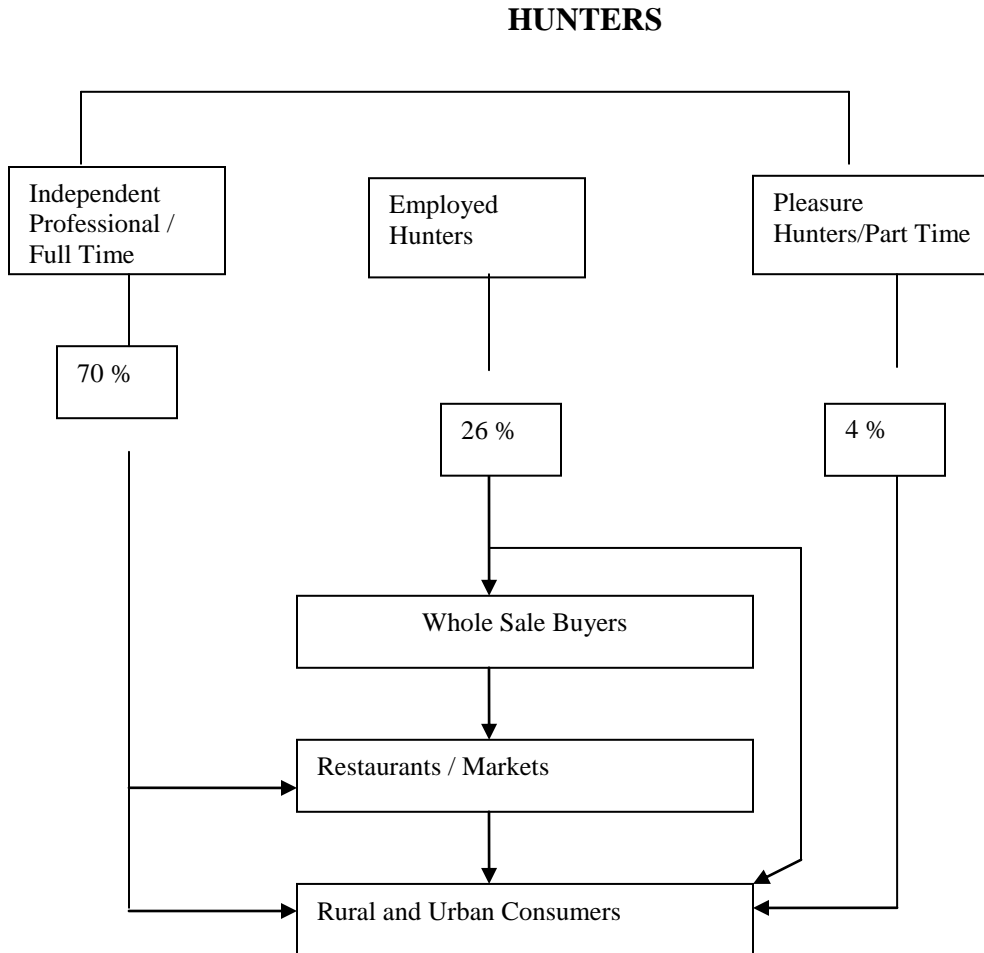 HUNTERS
Independent
Professional /
Full Time
Employed
Hunters
Pleasure
Hunters/Part Time
70 %
26 %
4 %
Whole Sale Buyers
Restaurants / Markets
Rural and Urban Consumers